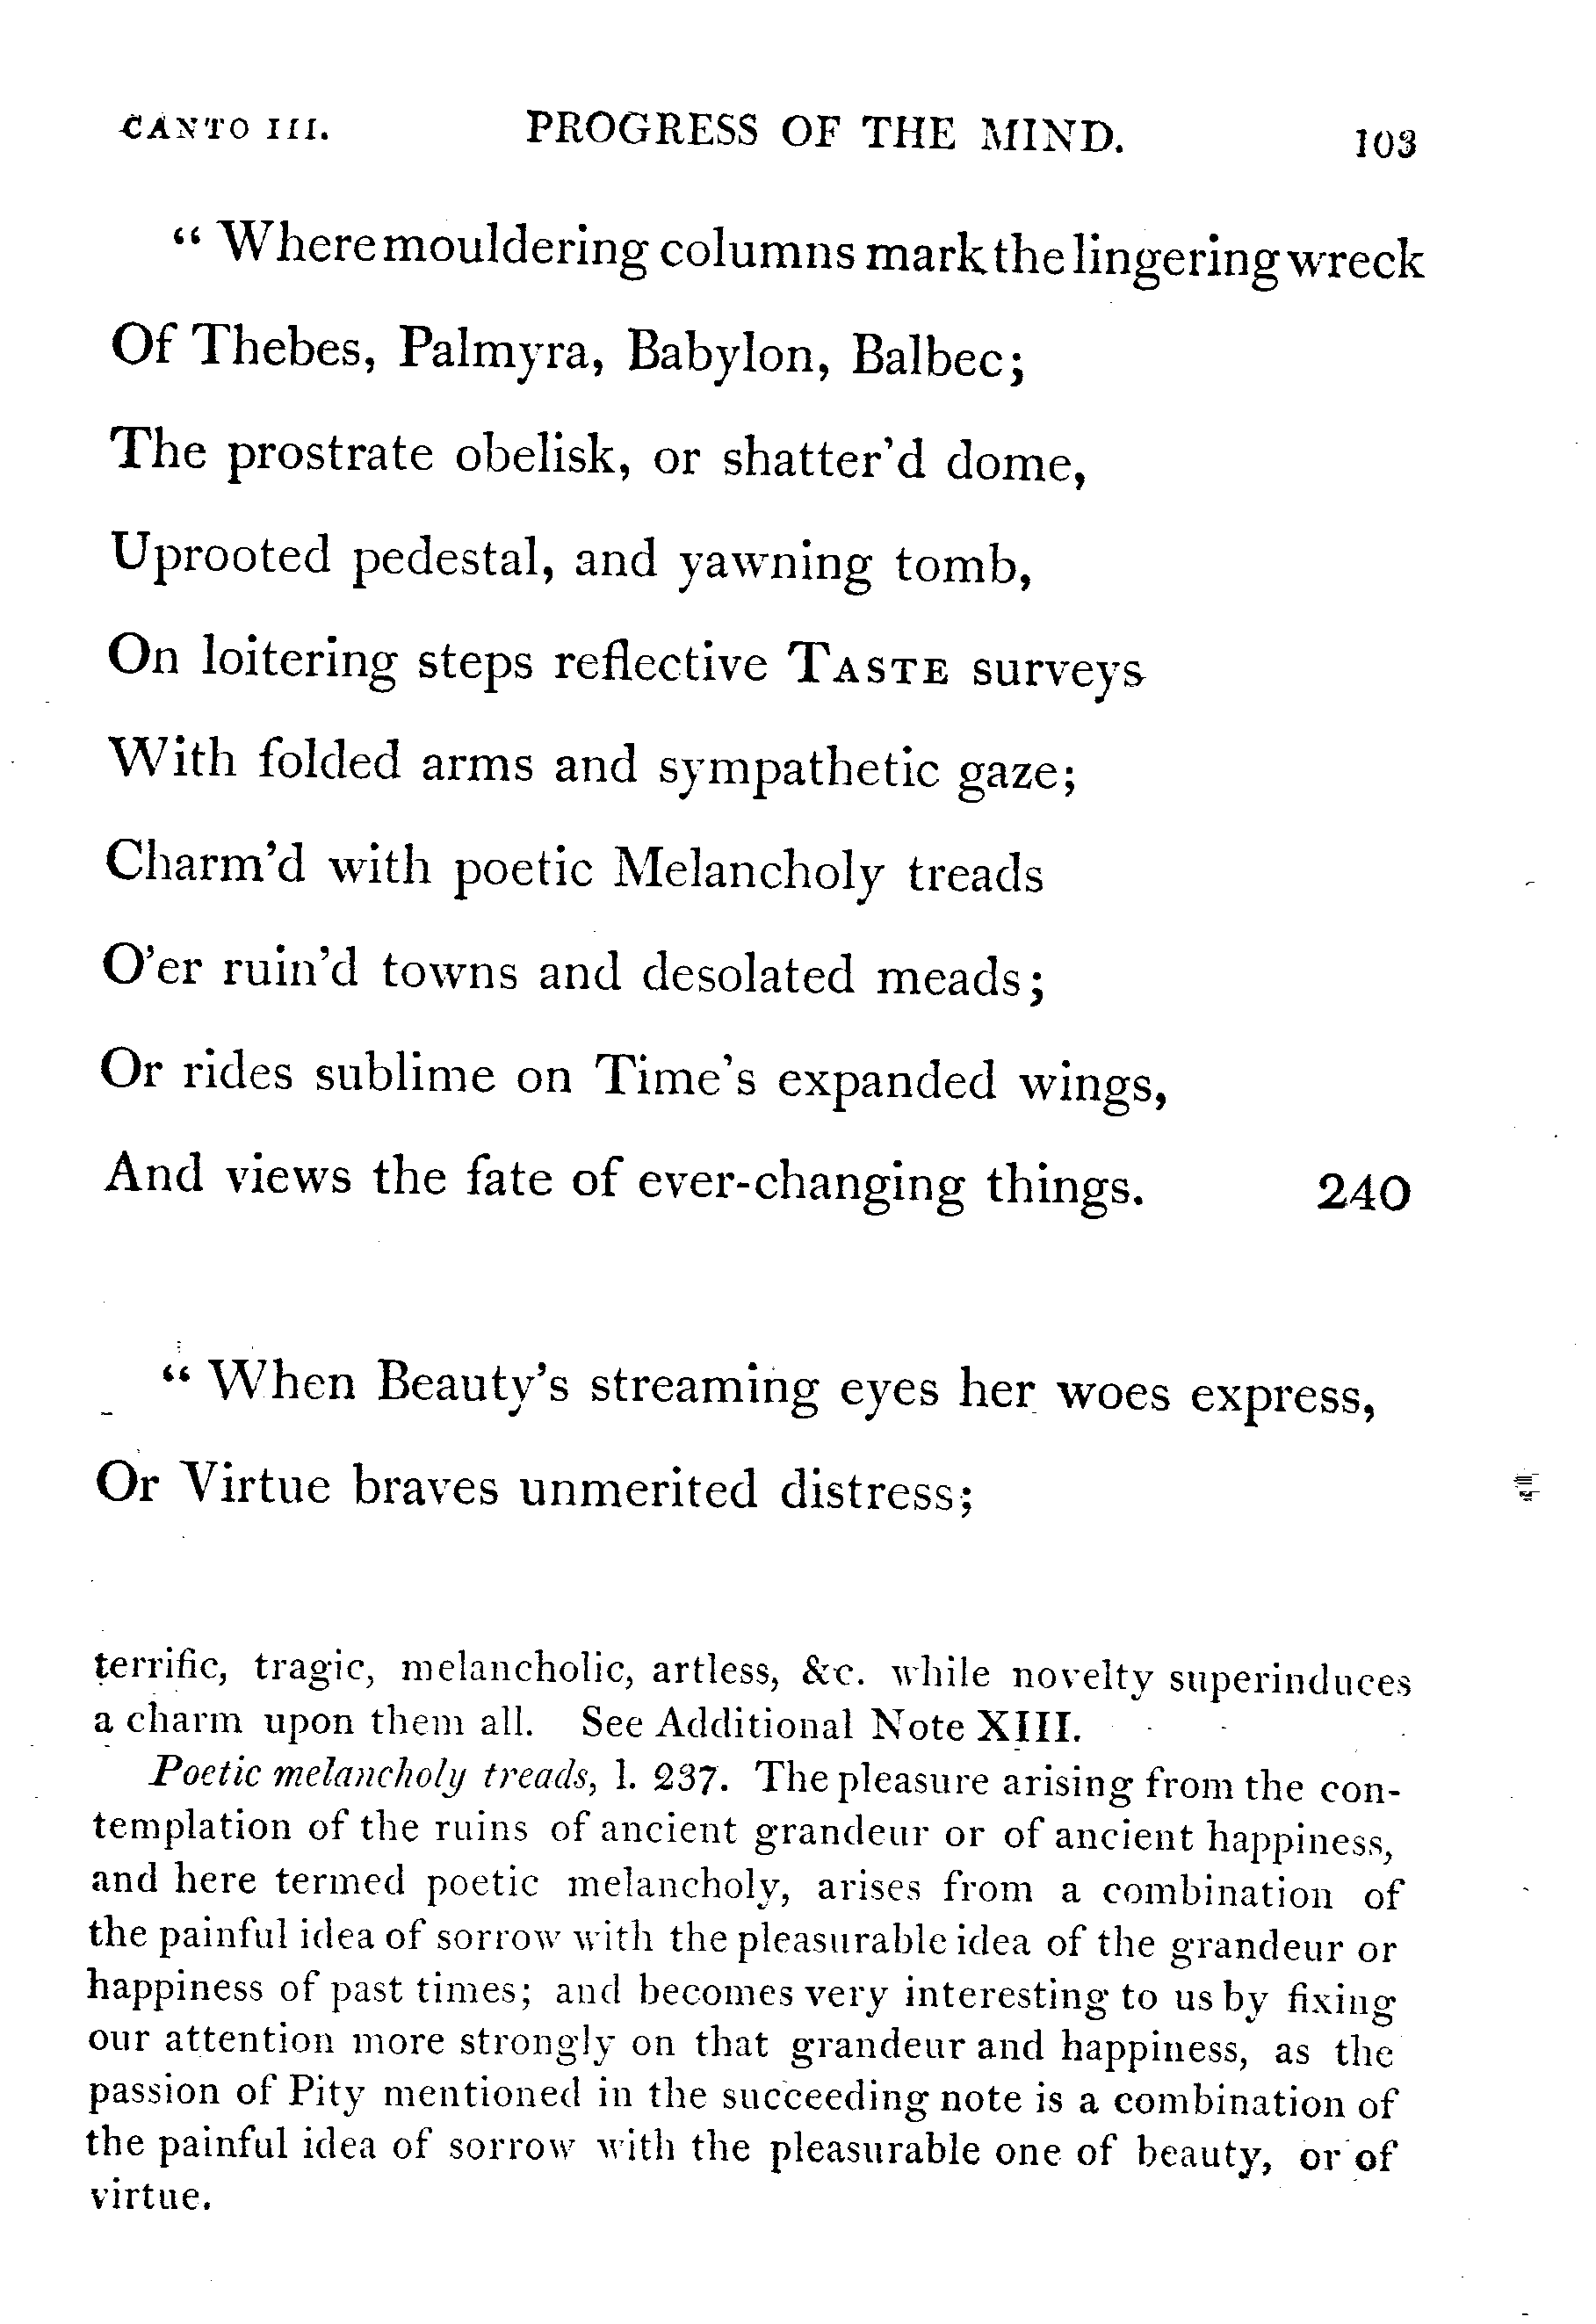 CANTO III. PROGRESS OF THE MIND. 103
“ Where mouldering columns mark the lingering wreck
Of Thebes, Palmyra, Babylon, Balbec;
The prostrate obelisk, or shatter’d dome,
Uprooted pedestal, and yawning tomb,
On loitering steps reflective TASTE surveys
With folded arms and sympathetic gaze;
Charm’d with poetic Melancholy treads
O’er ruin’d towns and desolated meads;
Or rides sublime on Time’s expanded wings,
And views the fate of ever-changing things. 240
“ When Beauty’s streaming eyes her woes express,
Or Virtue braves unmerited distress;
terrific, tragic, melancholic, artless, &c. while novelty superinduces
a charm upon them all. See Additional Note XIII.
Poetic melancholy treads, l. 237. The pleasure arising from the con-
templation of the ruins of ancient grandeur or of ancient happiness,
and here termed poetic melancholy, arises from a combination of
the painful idea of sorrow with the pleasurable idea of the grandeur or
happiness of past times; and becomes very interesting to us by fixing
our attention more strongly on that grandeur and happiness, as the
passion of Pity mentioned in the succeeding note is a combination of
the painful idea of sorrow with the pleasurable one of beauty, or of
virtue.